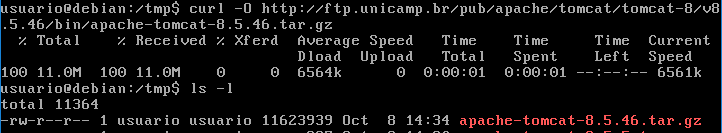 usuario@debian:/tmp$ curl -O http://ftp.unicamp.br/pub/apache/tomcat/tomcat-8/v8
.5.46/bin/apache-tomcat-8.5.46.tar.gz
  % Total    % Received % Xferd  Average Speed   Time    Time     Time  Current
                                 Dload  Upload   Total   Spent    Left  Speed
100 11.0M  100 11.0M    0     0  6564k      0  0:00:01  0:00:01 --:--:-- 6561k
usuario@debian:/tmp$ ls -l
total 11364
-rw-r--r-- 1 usuario usuario 11623939 Oct  8 14:34 apache-tomcat-8.5.46.tar.gz